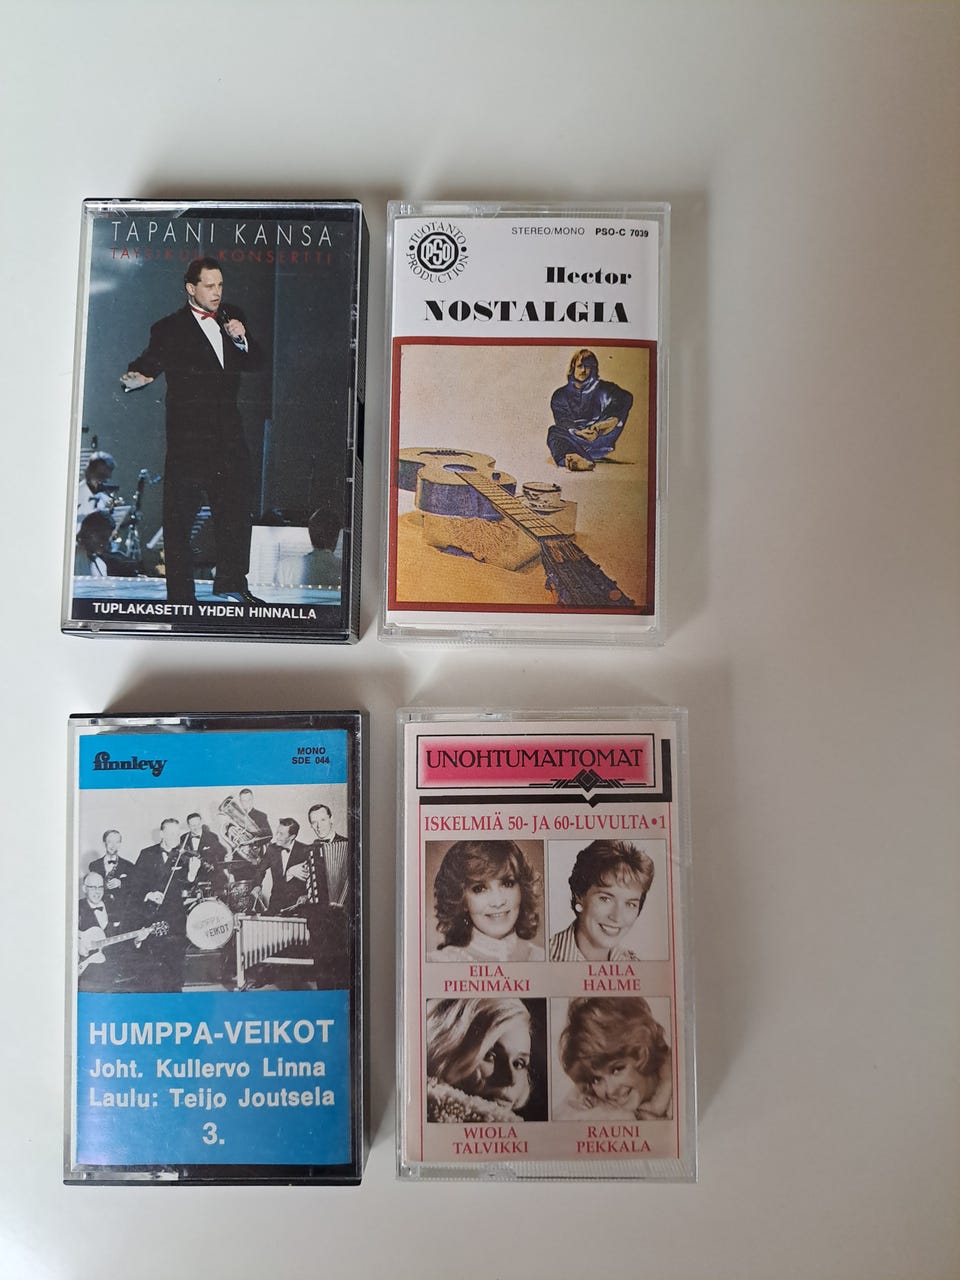 TAPANI KANSA
TÄYSIKUU KONSERTTI
TUPLAKASETTI YHDEN HINNALLA
TUOTANTO
PSO
PRODUCTION
STEREO/MONO PSO-C 7039
Hector
NOSTALGIA
finnlevy
MONO
SDE 044
HUMPPA-
VEIKOT
HUMPPA-VEIKOT
Joht. Kullervo Linna
Laulu: Teijo Joutsela
3.
UNOHTUMATTOMAT
ISKELMIÄ 50- JA 60-LUVULTA•1
EILA
PIENIMÄKI
LAILA
HALME
WIOLA
TALVIKKI
RAUNI
PEKKALA